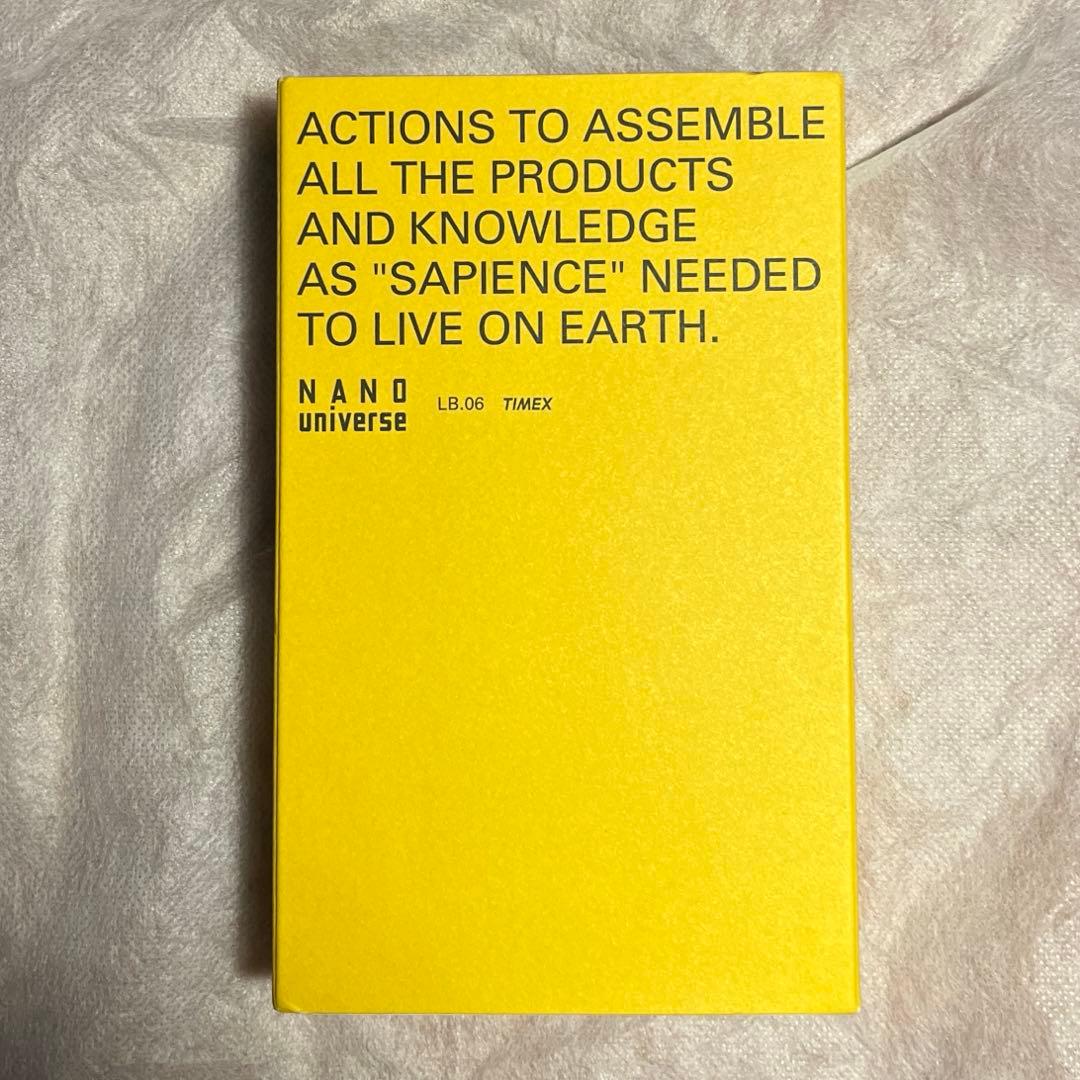 ACTIONS TO ASSEMBLE
ALL THE PRODUCTS
AND KNOWLEDGE
AS "SAPIENCE" NEEDED
TO LIVE ON EARTH.
NANO
universe
LB.06 TIMEX